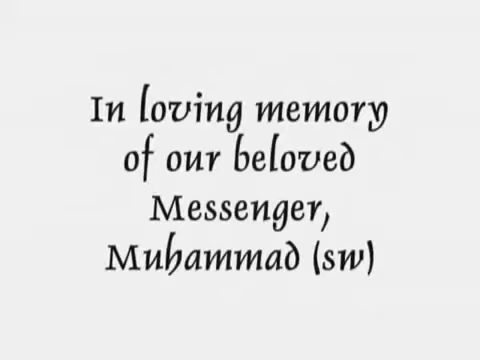 In loving memory
of our beloved
Messenger,
Muhammad (sw)